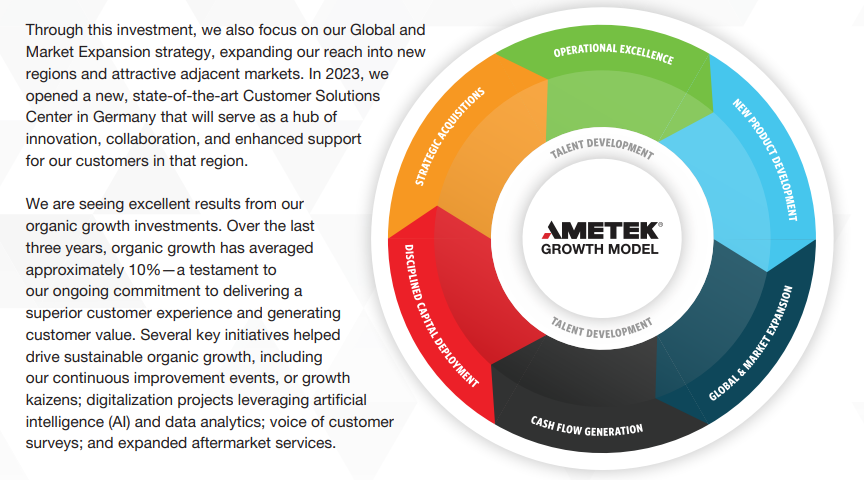 Through this investment, we also focus on our Global and
Market Expansion strategy, expanding our reach into new
regions and attractive adjacent markets. In 2023, we
opened a new, state-of-the-art Customer Solutions
Center in Germany that will serve as a hub of
innovation, collaboration, and enhanced support
for our customers in that region.
We are seeing excellent results from our
organic growth investments. Over the last
three years, organic growth has averaged
approximately 10%—a testament to
our ongoing commitment to delivering a
superior customer experience and generating
customer value. Several key initiatives helped
drive sustainable organic growth, including
our continuous improvement events, or growth
kaizens; digitalization projects leveraging artificial
intelligence (AI) and data analytics; voice of customer
surveys; and expanded aftermarket services.
OPERATIONAL EXCELLENCE
NEW PRODUCT DEVELOPMENT
GLOBAL & MARKET EXPANSION
CASH FLOW GENERATION
DISCIPLINED CAPITAL DEPLOYMENT
STRATEGIC ACQUISITIONS
TALENT DEVELOPMENT
AMETEK®
GROWTH MODEL
TALENT DEVELOPMENT